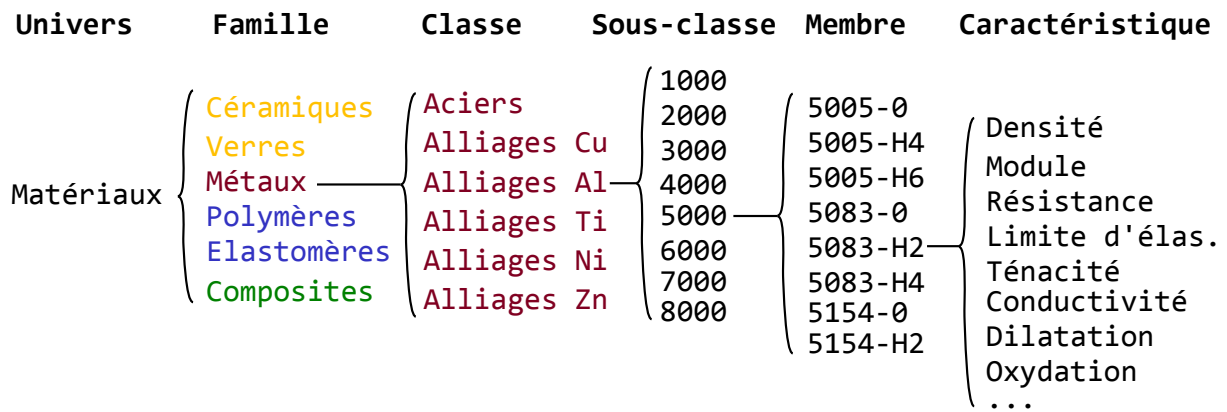 Univers Famille Classe Sous-classe Membre Caractéristique
Matériaux
Céramiques
Verres
Métaux
Polymères
Elastomères
Composites
Aciers
Alliages Cu
Alliages Al
Alliages Ti
Alliages Ni
Alliages Zn
1000
2000
3000
4000
5000
6000
7000
8000
5005-0
5005-H4
5005-H6
5083-0
5083-H2
5083-H4
5154-0
5154-H2
Densité
Module
Résistance
Limite d'élas.
Ténacité
Conductivité
Dilatation
Oxydation
...